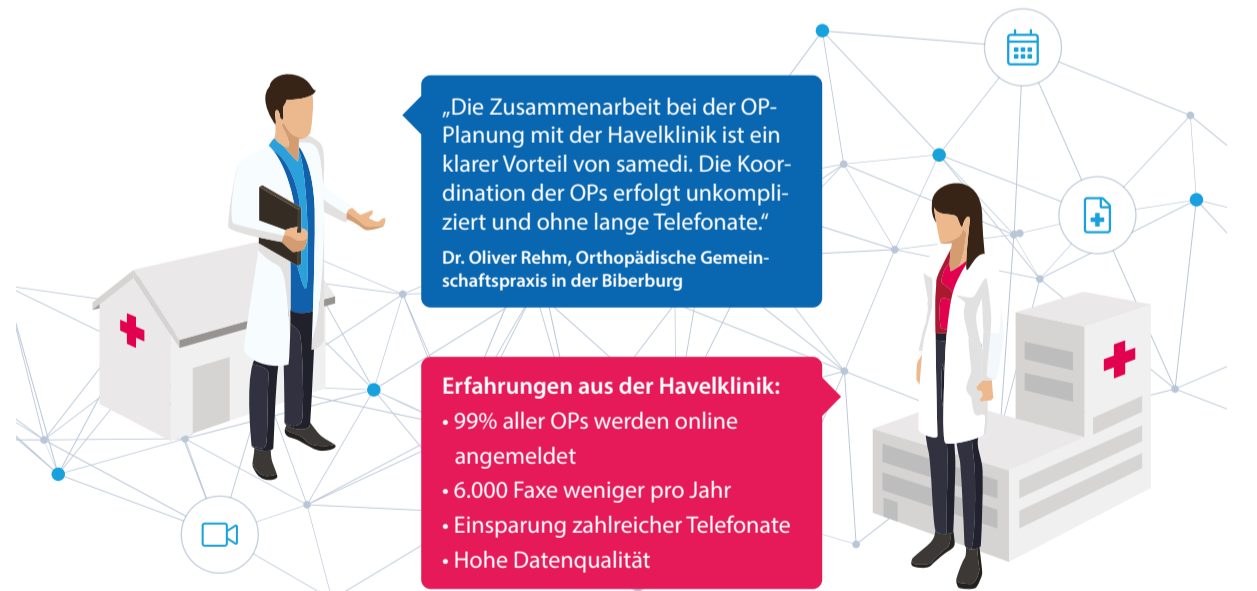 „Die Zusammenarbeit bei der OP-
Planung mit der Havelklinik ist ein
klarer Vorteil von samedi. Die Koor-
dination der OPs erfolgt unkompli-
ziert und ohne lange Telefonate.“
Dr. Oliver Rehm, Orthopädische Gemein-
schaftspraxis in der Biberburg
Erfahrungen aus der Havelklinik:
• 99% aller OPs werden online
angemeldet
• 6.000 Faxe weniger pro Jahr
• Einsparung zahlreicher Telefonate
• Hohe Datenqualität